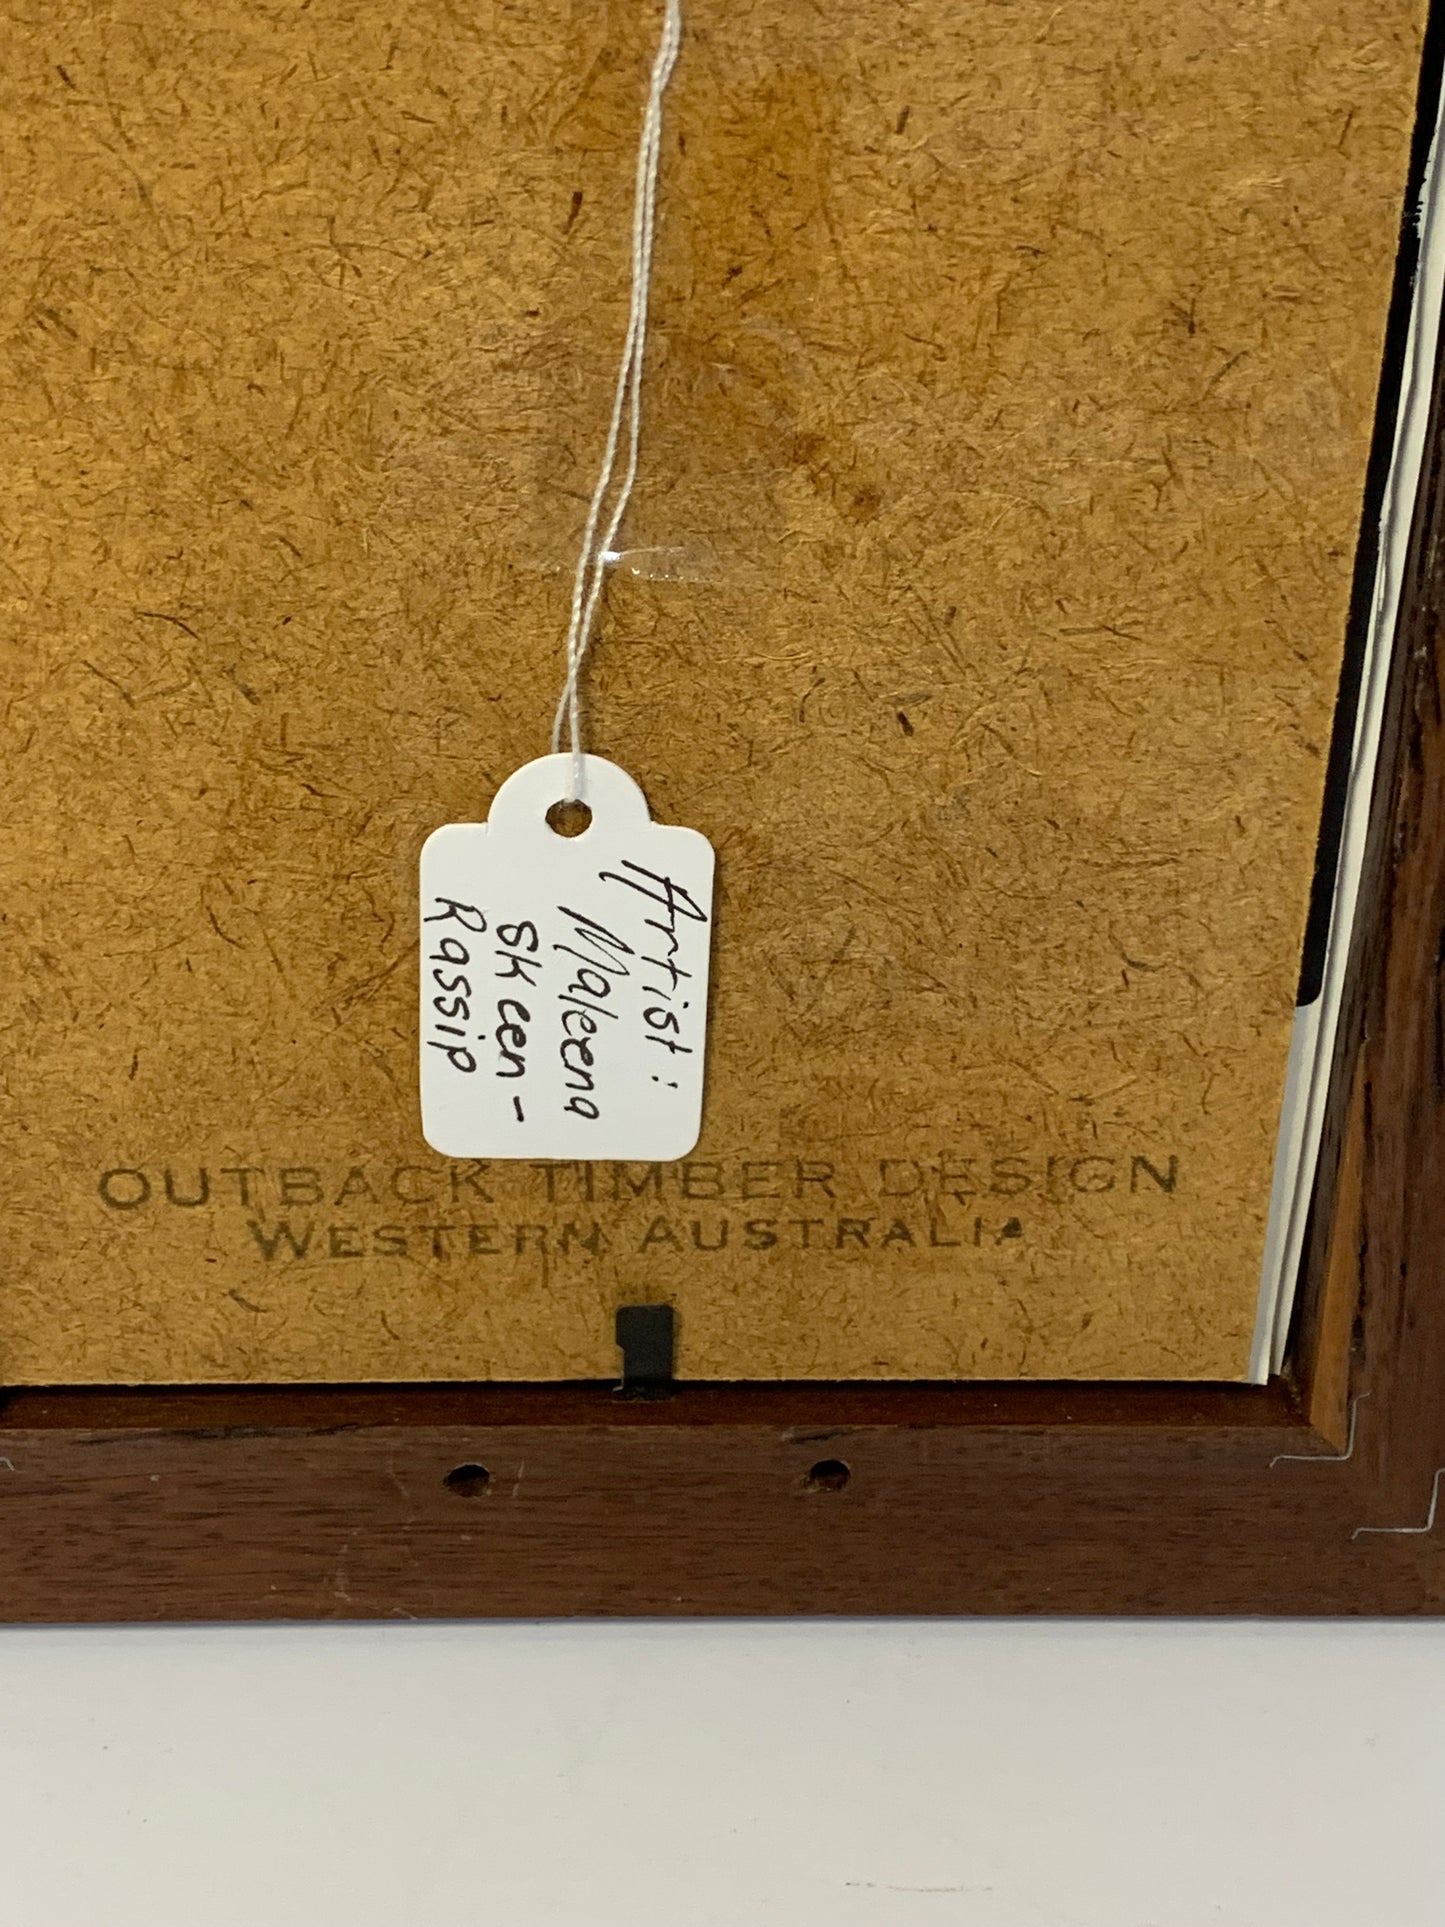 Artist:
Maleena
Skeen-
Rassip
OUTBACK TIMBER DESIGN
WESTERN AUSTRALIA